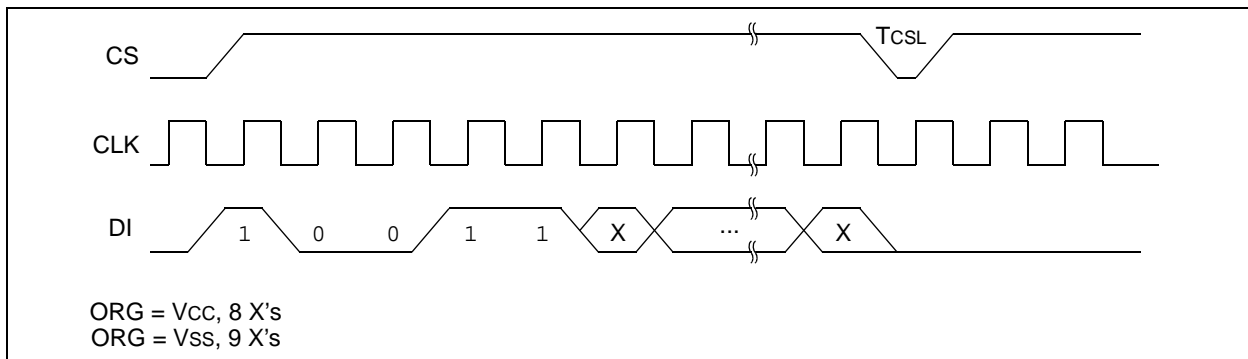 CS
TCSL
CLK
DI
1 0 0 1 1 X ... X
ORG = VCC, 8 X's
ORG = VSS, 9 X's